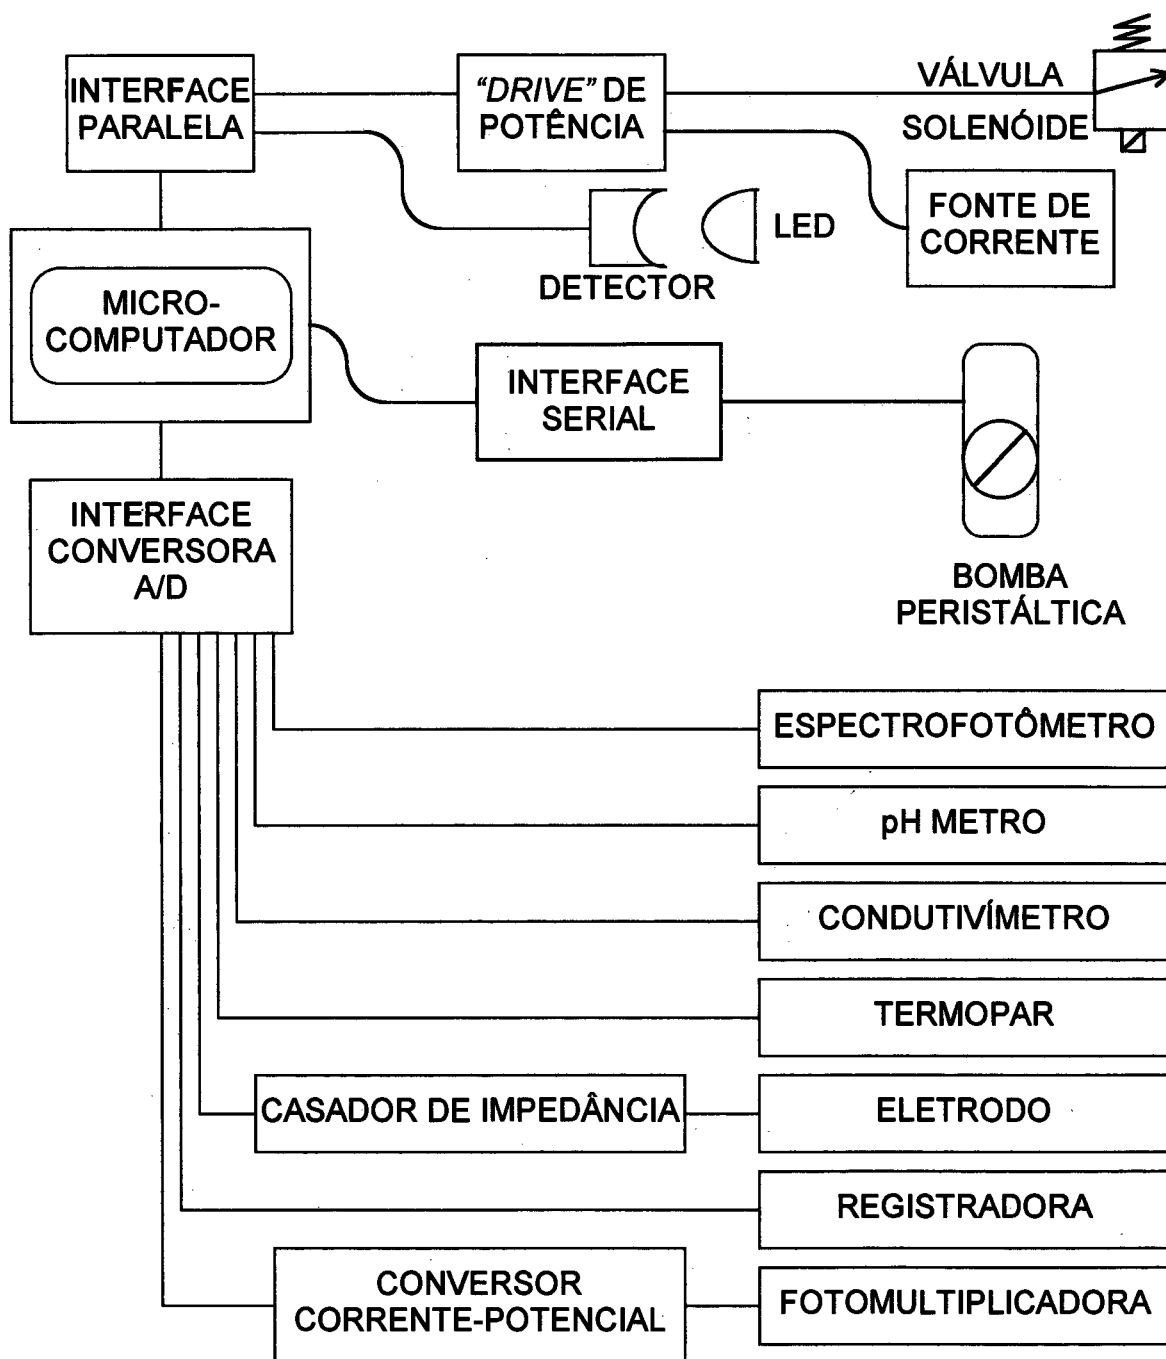 INTERFACE
PARALELA
“DRIVE” DE
POTÊNCIA
VÁLVULA
SOLENÓIDE
FONTE DE
CORRENTE
LED
DETECTOR
MICRO-
COMPUTADOR
INTERFACE
SERIAL
BOMBA
PERISTÁLTICA
INTERFACE
CONVERSORA
A/D
ESPECTROFOTÔMETRO
pH METRO
CONDUTIVÍMETRO
TERMOPAR
CASADOR DE IMPEDÂNCIA
ELETRODO
REGISTRADORA
CONVERSOR
CORRENTE-POTENCIAL
FOTOMULTIPLICADORA